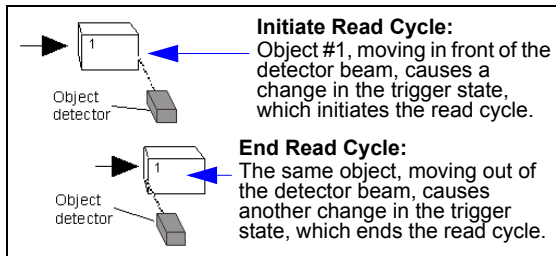 Initiate Read Cycle:
Object #1, moving in front of the
detector beam, causes a
change in the trigger state,
which initiates the read cycle.
1
Object
detector
End Read Cycle:
The same object, moving out of
the detector beam, causes
another change in the trigger
state, which ends the read cycle.
1
Object
detector